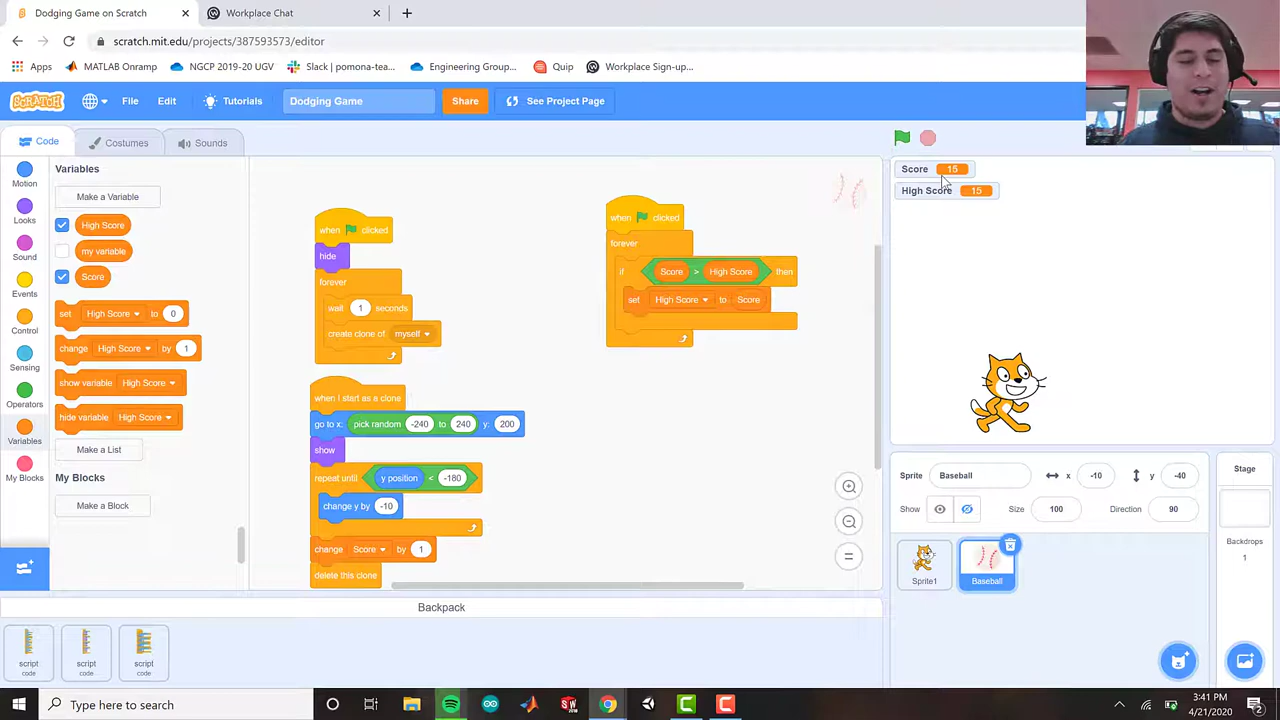 Dodging Game on Scratch
Workplace Chat
scratch.mit.edu/projects/387593573/editor
Apps
MATLAB Onramp
NGCP 2019-20 UGV
Slack | pomona-tea...
Engineering Group...
Quip
Workplace Sign-up...
SCRATCH
File
Edit
Tutorials
Dodging Game
Share
See Project Page
Code
Costumes
Sounds
Motion
Looks
Sound
Events
Control
Sensing
Operators
Variables
My Blocks
Variables
Make a Variable
High Score
my variable
Score
set High Score to 0
change High Score by 1
show variable High Score
hide variable High Score
Make a List
My Blocks
Make a Block
when clicked
hide
forever
wait 1 seconds
create clone of myself
when I start as a clone
go to x: pick random -240 to 240 y: 200
show
repeat until y position < -180
change y by -10
change Score by 1
delete this clone
when clicked
forever
if Score > High Score then
set High Score to Score
Score 15
High Score 15
Sprite Baseball x -10 y -40
Show Size 100 Direction 90
Sprite1
Baseball
Stage
Backdrops
1
Backpack
script
code
script
code
script
code
Type here to search
3:41 PM
4/21/2020
2